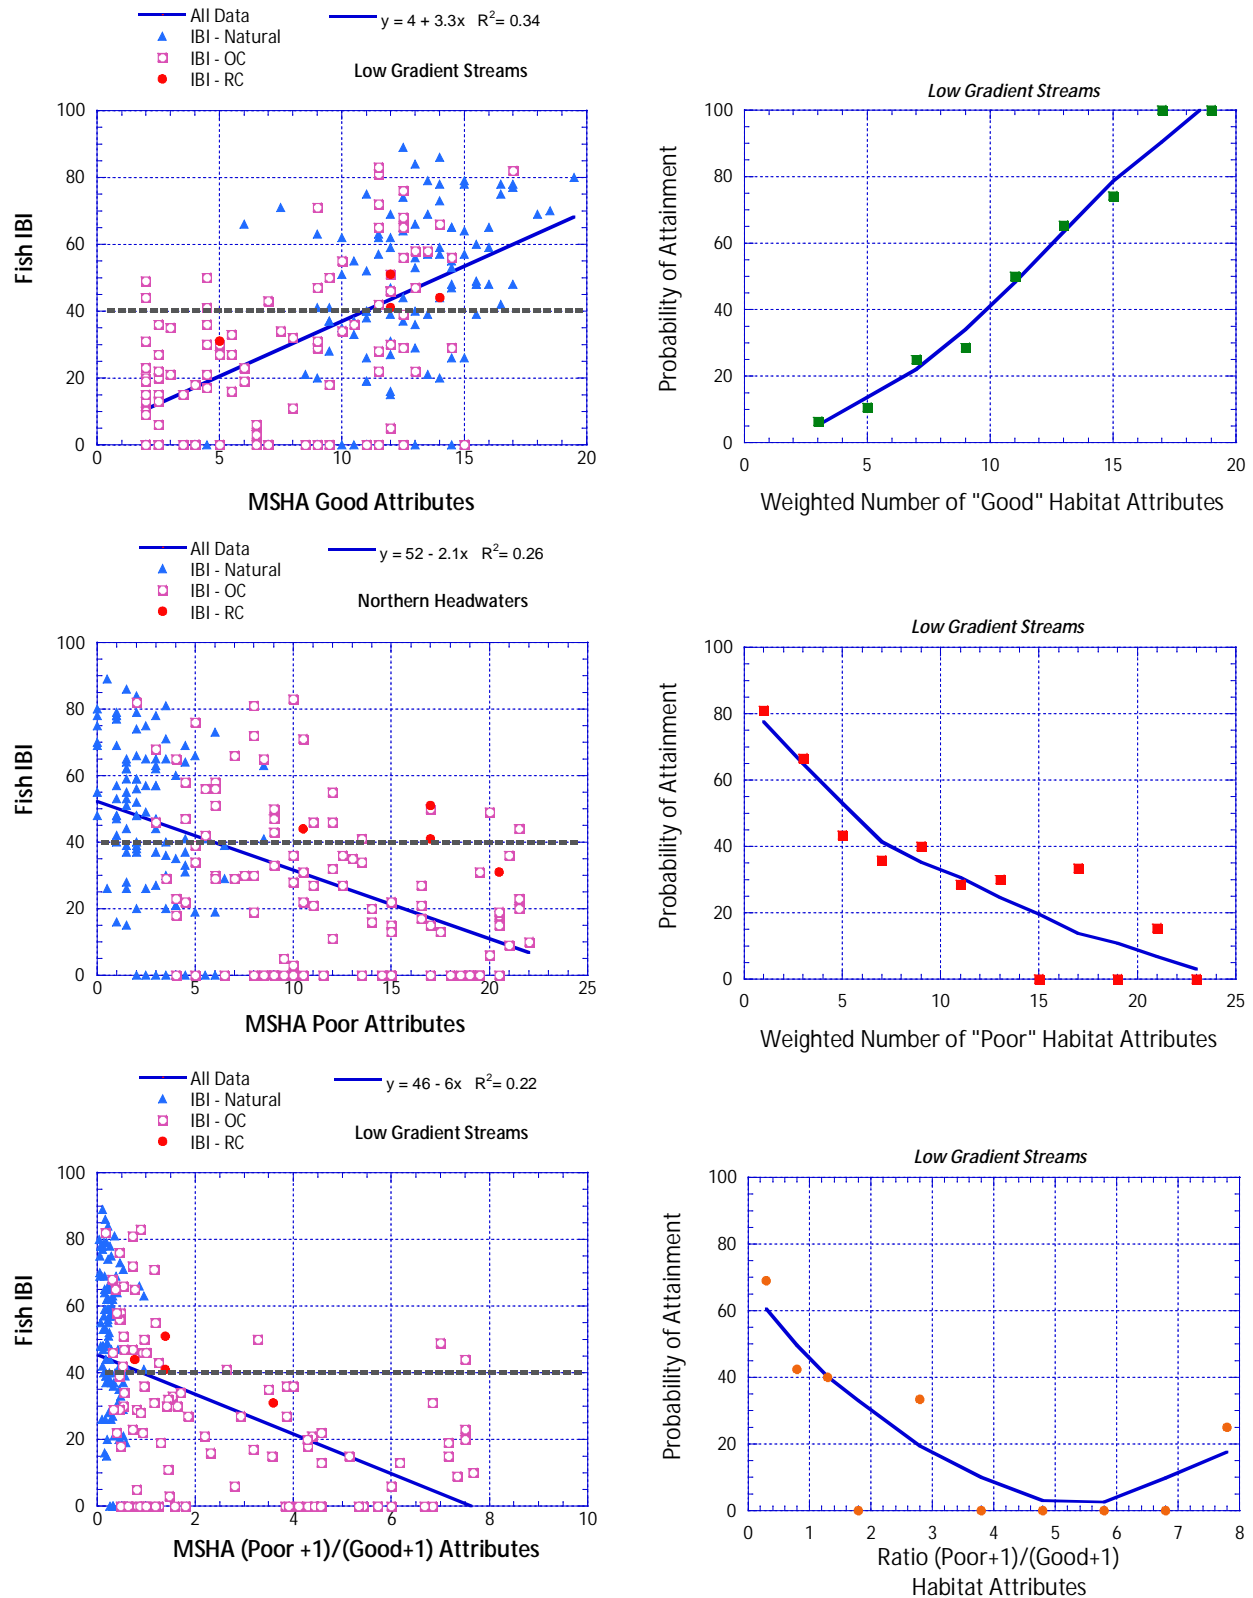 All Data
y = 4 + 3.3x R2= 0.34
IBI - Natural
IBI - OC
IBI - RC
Low Gradient Streams
100
80
60
40
20
0
0 5 10 15 20
Fish IBI
MSHA Good Attributes
Low Gradient Streams
100
80
60
40
20
0
0 5 10 15 20
Probability of Attainment
Weighted Number of "Good" Habitat Attributes
All Data
y = 52 - 2.1x R2= 0.26
IBI - Natural
IBI - OC
IBI - RC
Northern Headwaters
100
80
60
40
20
0
0 5 10 15 20 25
Fish IBI
MSHA Poor Attributes
Low Gradient Streams
100
80
60
40
20
0
0 5 10 15 20 25
Probability of Attainment
Weighted Number of "Poor" Habitat Attributes
All Data
y = 46 - 6x R2= 0.22
IBI - Natural
IBI - OC
IBI - RC
Low Gradient Streams
100
80
60
40
20
0
0 2 4 6 8 10
Fish IBI
MSHA (Poor +1)/(Good+1) Attributes
Low Gradient Streams
100
80
60
40
20
0
0 1 2 3 4 5 6 7 8
Probability of Attainment
Ratio (Poor+1)/(Good+1)
Habitat Attributes